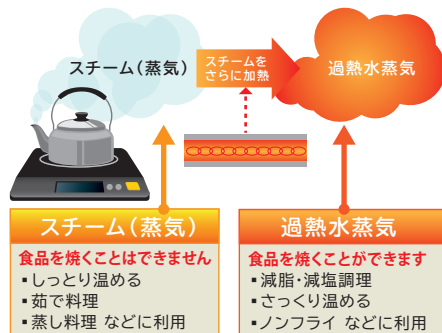 スチーム(蒸気)
スチームを
さらに加熱
過熱水蒸気
スチーム(蒸気)
食品を焼くことはできません
▪しっとり温める
▪茹で料理
▪蒸し料理 などに利用
過熱水蒸気
食品を焼くことができます
▪減脂・減塩調理
▪さっくり温める
▪ノンフライ などに利用